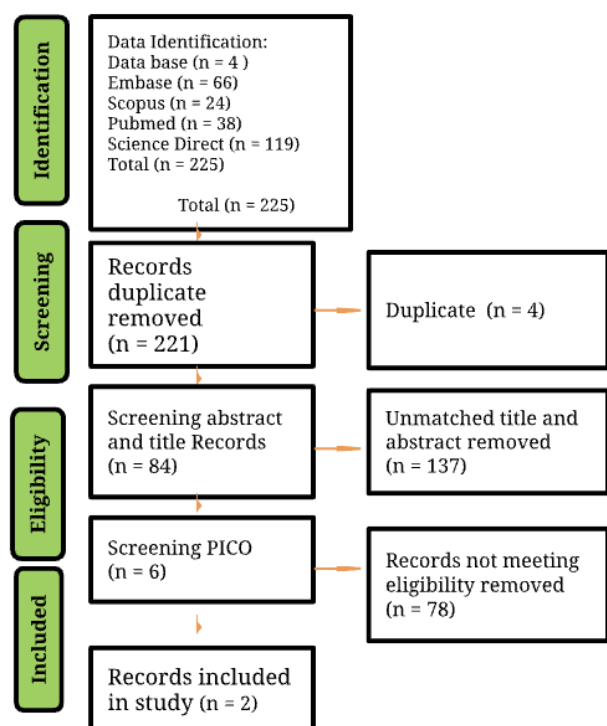 Identification
Data Identification:
Data base (n = 4 )
Embase (n = 66)
Scopus (n = 24)
Pubmed (n = 38)
Science Direct (n = 119)
Total (n = 225)
Total (n = 225)
Screening
Records
duplicate
removed
(n = 221)
Duplicate (n = 4)
Eligibility
Screening abstract
and title Records
(n = 84)
Unmatched title and
abstract removed
(n = 137)
Screening PICO
(n = 6)
Records not meeting
eligibility removed
(n = 78)
Included
Records included
in study (n = 2)